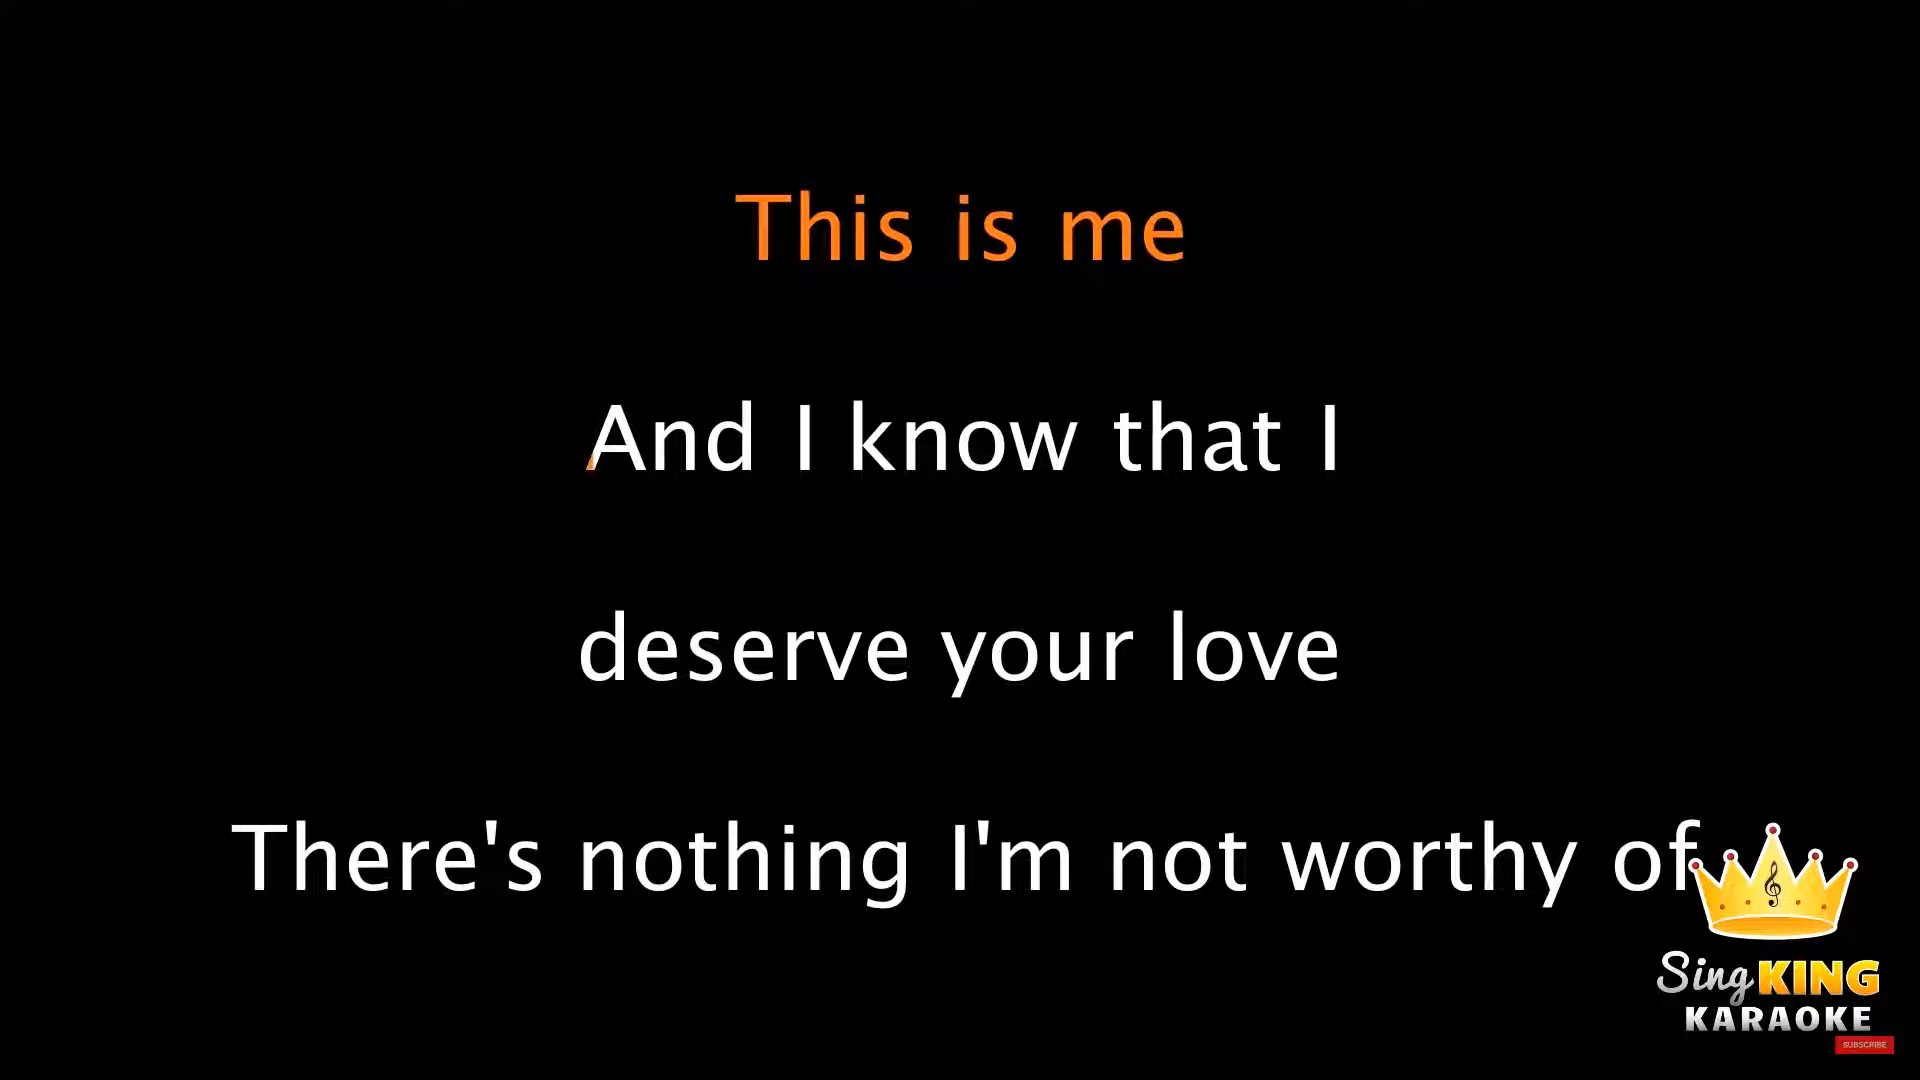 This is me
And I know that I
deserve your love
There's nothing I'm not worthy of
Sing KING
KARAOKE
SUBSCRIBE